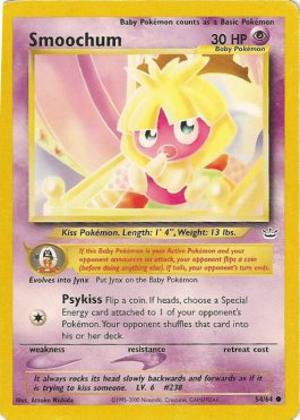 Baby Pokémon counts as a Basic Pokémon
Smoochum 30 HP
Baby Pokémon
Kiss Pokémon. Length: 1' 4", Weight: 13 lbs.
If this Baby Pokémon is your Active Pokémon and your
opponent announces an attack, your opponent flips a coin
(before doing anything else). If tails, your opponent's turn ends.
Evolves into Jynx Put Jynx on the Baby Pokémon
Psykiss Flip a coin. If heads, choose a Special
Energy card attached to 1 of your opponent's
Pokémon. Your opponent shuffles that card into
his or her deck.
weakness resistance retreat cost
It always rocks its head slowly backwards and forwards as if it
is trying to kiss someone. LV. 6 #238
Illus. Atsuko Nishida ©1995-2000 Nintendo, Creatures, GAMEFREAK. 54/64